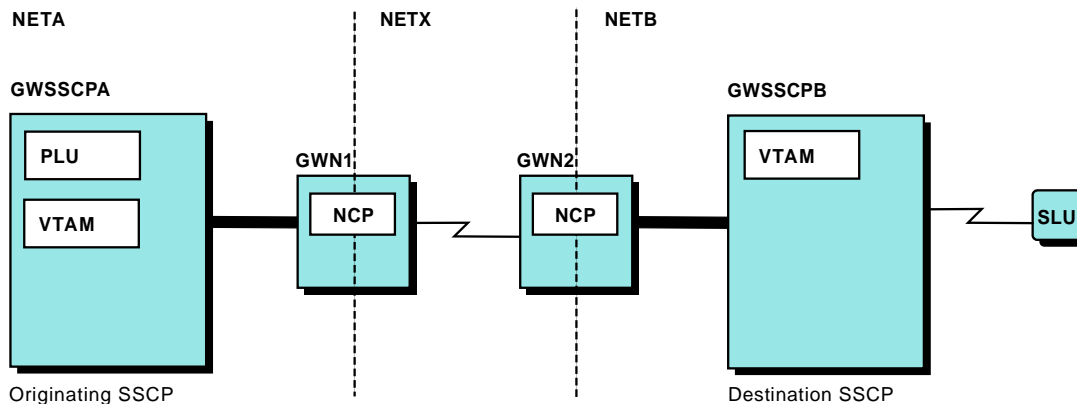 NETA
NETX
NETB
GWSSCPA
GWSSCPB
PLU
VTAM
GWN1
GWN2
VTAM
NCP
NCP
SLU
Originating SSCP
Destination SSCP